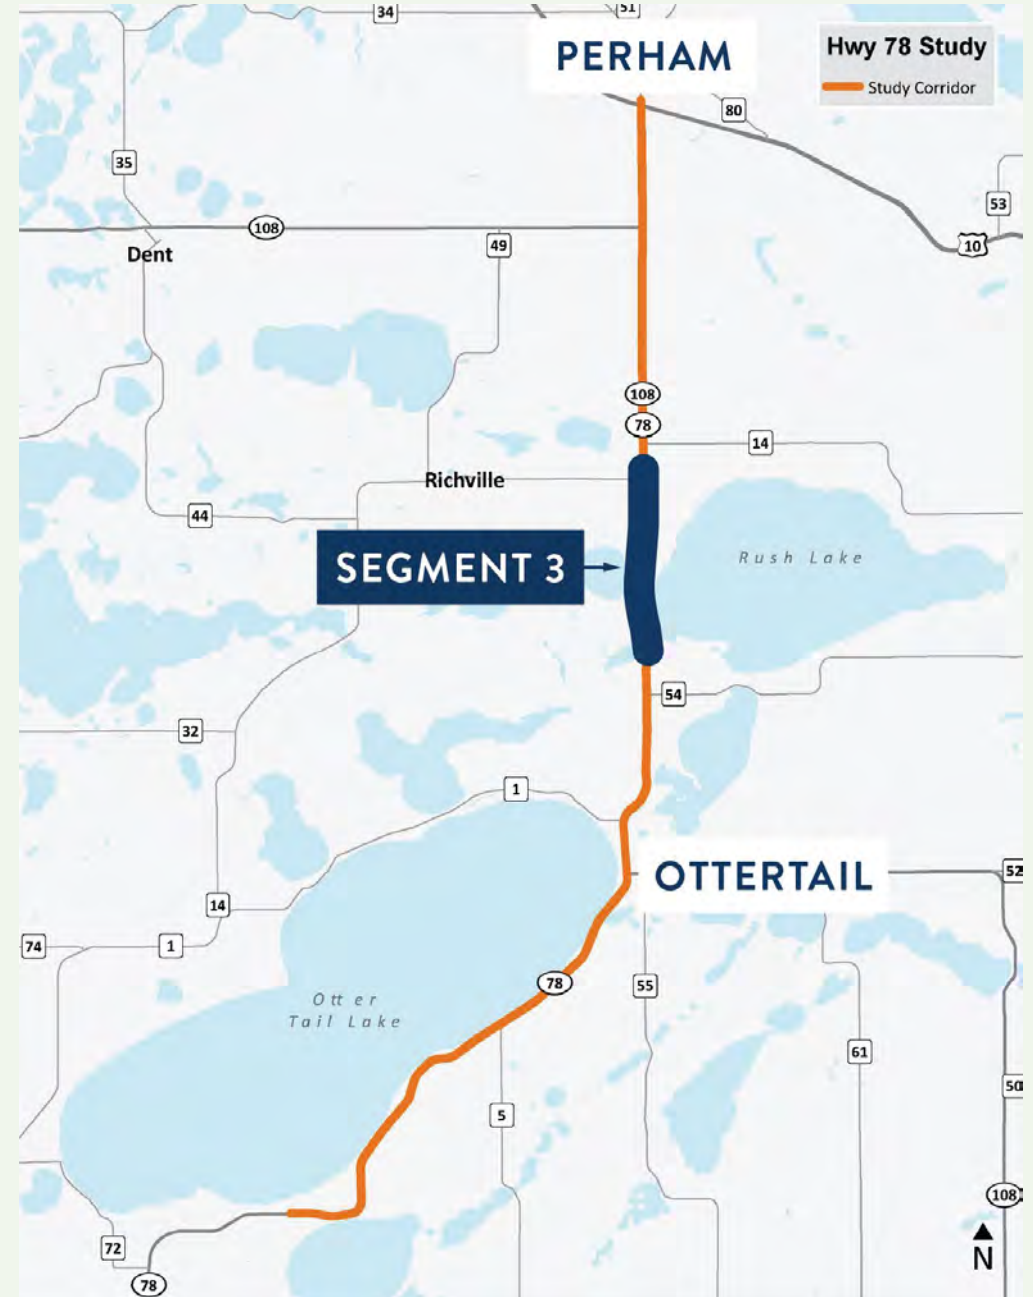 34
51
PERHAM
Hwy 78 Study
Study Corridor
80
35
53
108
49
10
Dent
108
78
14
Richville
44
SEGMENT 3
Rush Lake
54
32
1
OTTERTAIL
52
14
74
1
78
55
Otter
Tail Lake
61
50
5
108
72
N
78